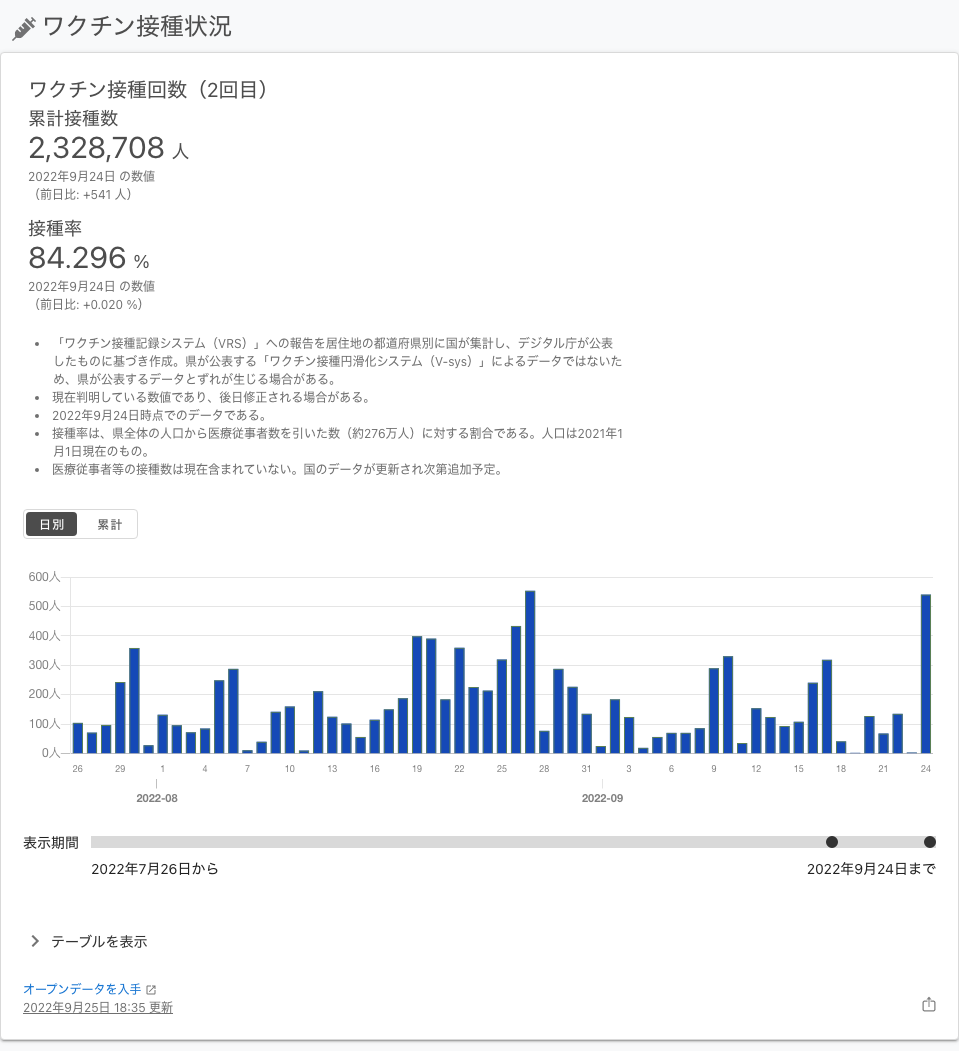 ワクチン接種状況
ワクチン接種回数（2回目）
累計接種数
2,328,708 人
2022年9月24日 の数値
（前日比: +541 人）
接種率
84.296 %
2022年9月24日 の数値
（前日比: +0.020 %）
• 「ワクチン接種記録システム（VRS）」への報告を居住地の都道府県別に国が集計し、デジタル庁が公表
したものに基づき作成。県が公表する「ワクチン接種円滑化システム（V-sys）」によるデータではないた
め、県が公表するデータとずれが生じる場合がある。
• 現在判明している数値であり、後日修正される場合がある。
• 2022年9月24日時点でのデータである。
• 接種率は、県全体の人口から医療従事者数を引いた数（約276万人）に対する割合である。人口は2021年1
月1日現在のもの。
• 医療従事者等の接種数は現在含まれていない。国のデータが更新され次第追加予定。
日別 累計
600人
500人
400人
300人
200人
100人
0人
26 29 1 4 7 10 13 16 19 22 25 28 31 3 6 9 12 15 18 21 24
2022-08 2022-09
表示期間
2022年7月26日から 2022年9月24日まで
テーブルを表示
オープンデータを入手
2022年9月25日 18:35 更新